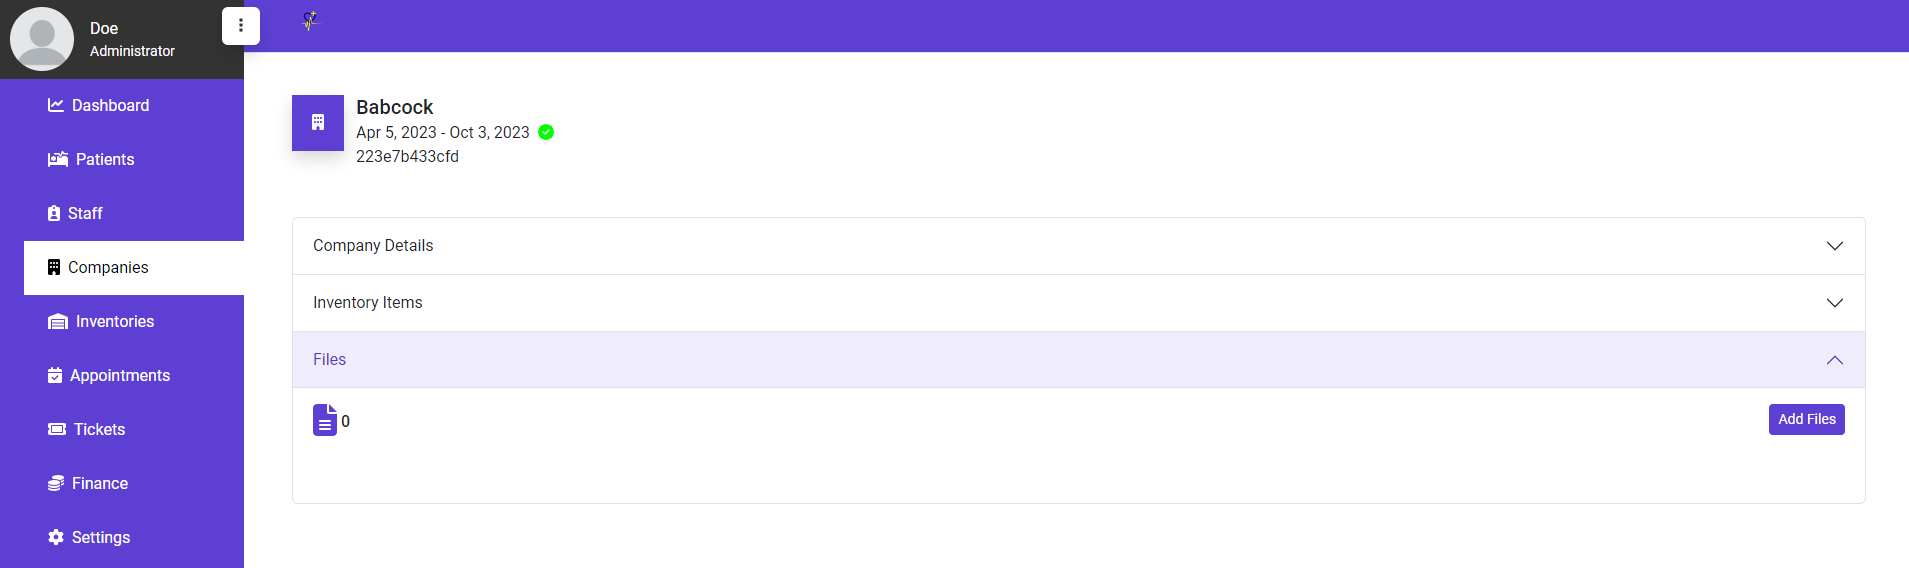 Doe
Administrator
Dashboard
Patients
Staff
Companies
Inventories
Appointments
Tickets
Finance
Settings
Babcock
Apr 5, 2023 - Oct 3, 2023
223e7b433cfd
Company Details
Inventory Items
Files
0
Add Files